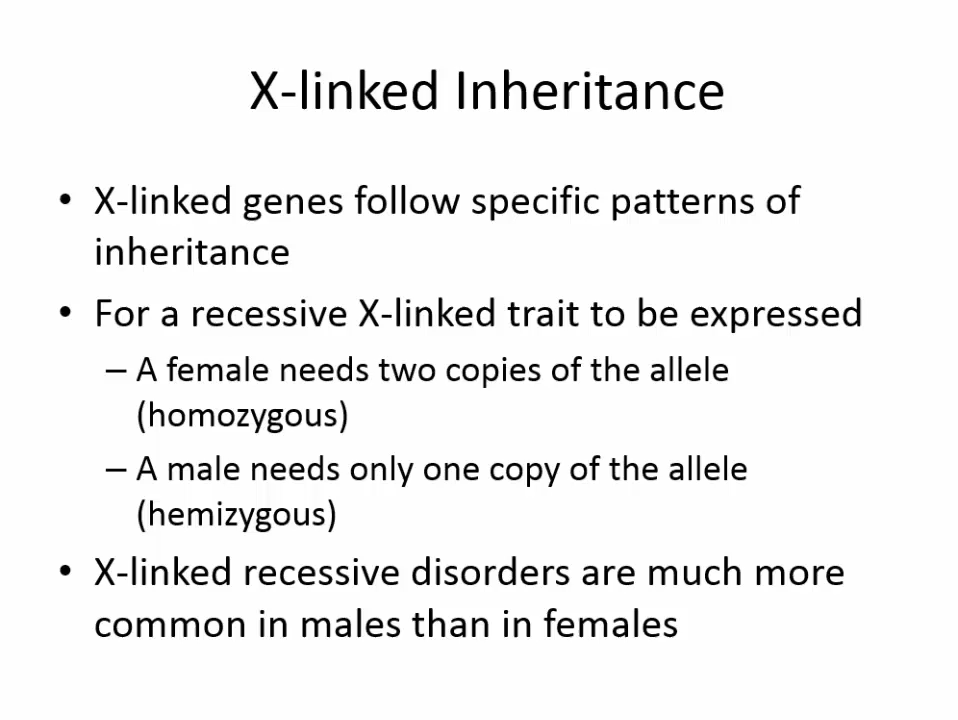 X-linked Inheritance
• X-linked genes follow specific patterns of
inheritance
• For a recessive X-linked trait to be expressed
– A female needs two copies of the allele
(homozygous)
– A male needs only one copy of the allele
(hemizygous)
• X-linked recessive disorders are much more
common in males than in females